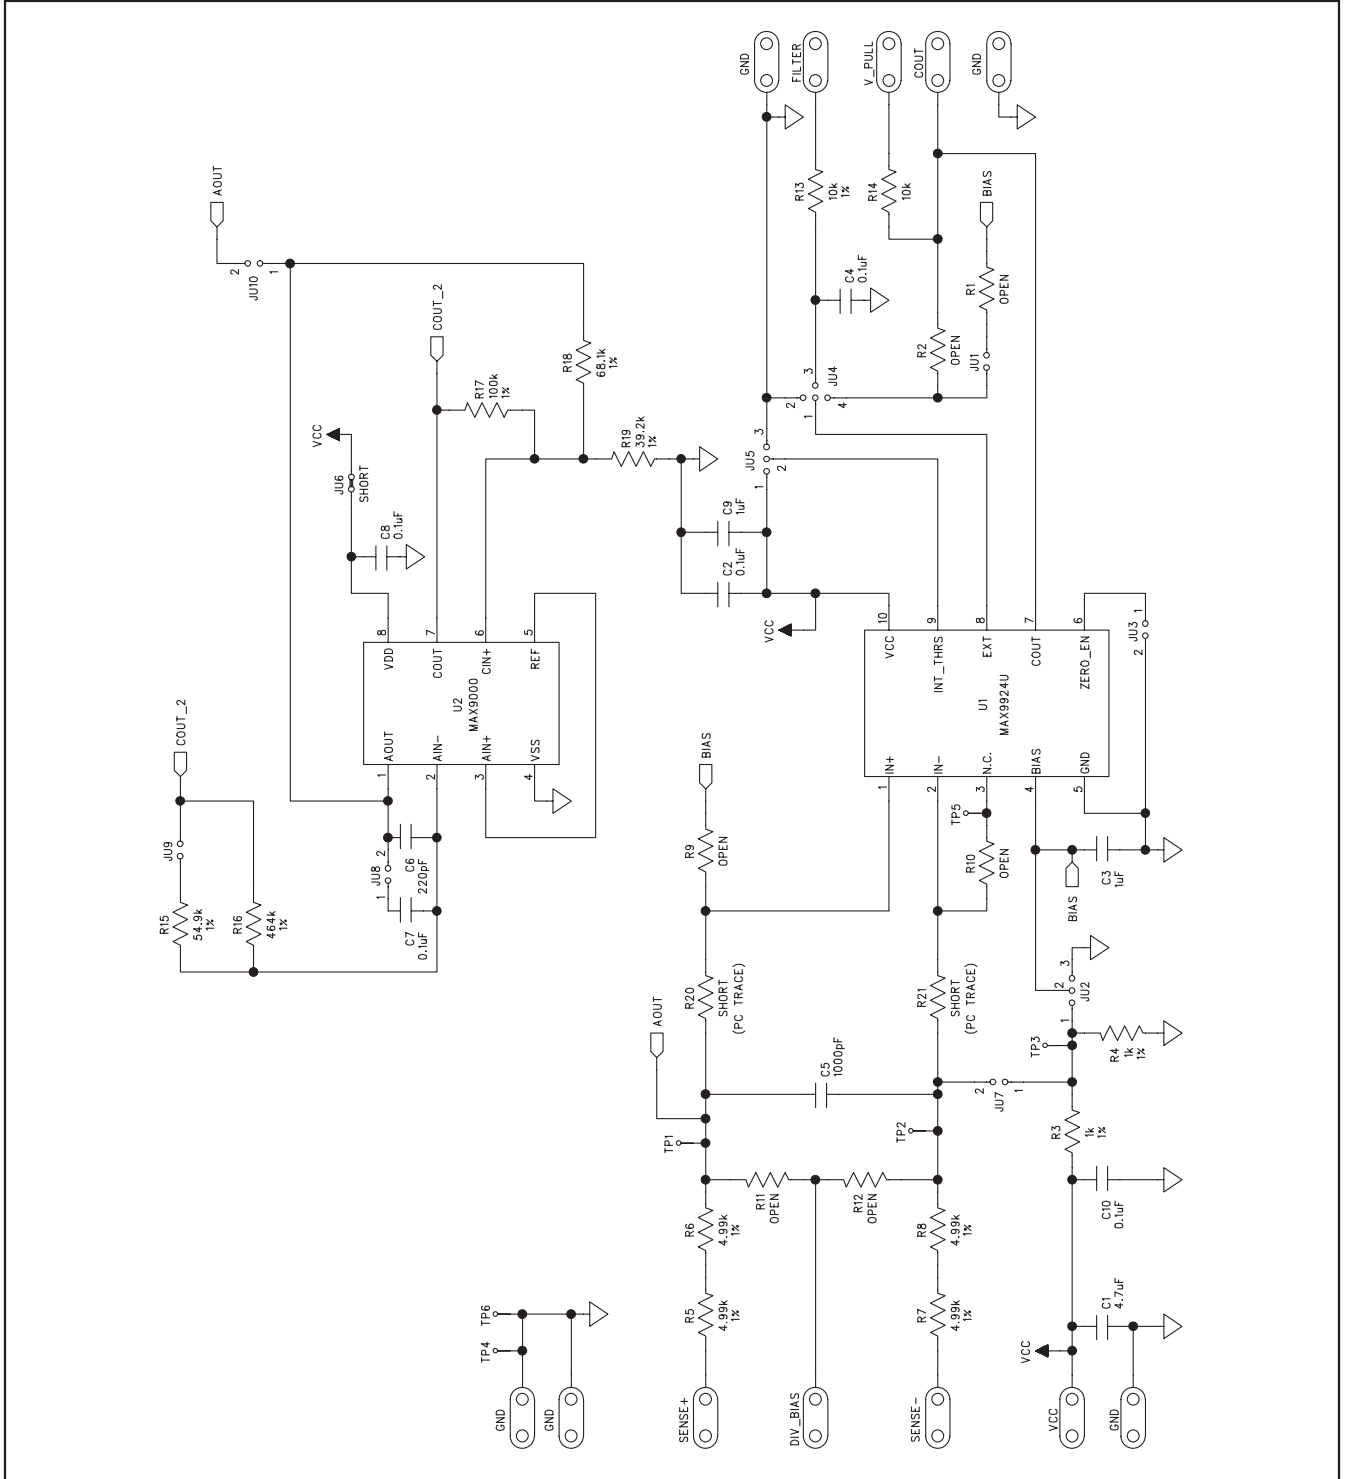 GND
FILTER
V_PULL
COUT
GND
AOUT
2
1
JU10
R13
10k
1%
R14
10k
BIAS
R1
OPEN
JU1
C4
0.1uF
R2
OPEN
3
JU4
2
4
1
COUT_2
R17
100k
1%
R18
68.1k
1%
R19
39.2k
1%
VCC
JU6
SHORT
C8
0.1uF
3
JU5
2
1
C9
1uF
C2
0.1uF
VCC
8
7
6
5
VDD
COUT
CIN+
REF
U2
MAX9000
AOUT
AIN-
AIN+
VSS
1
2
3
4
10
9
8
7
6
VCC
INT_THRS
EXT
COUT
ZERO_EN
U1
MAX9924U
IN+
IN-
N.C.
BIAS
GND
1
2
3
4
5
1
JU3
2
COUT_2
JU9
R15
54.9k
1%
R16
464k
1%
2
JU8
1
C6
220pF
C7
0.1uF
BIAS
R9
OPEN
TP5
R10
OPEN
BIAS
C3
1uF
R20
SHORT
(PC TRACE)
R21
SHORT
(PC TRACE)
3
2
JU2
1
AOUT
TP3
R4
1k
1%
C5
1000pF
2
JU7
1
TP1
TP2
R3
1k
1%
R11
OPEN
R12
OPEN
C10
0.1uF
R6
4.99k
1%
R8
4.99k
1%
R5
4.99k
1%
R7
4.99k
1%
TP6
TP4
C1
4.7uF
VCC
GND
GND
SENSE+
DIV_BIAS
SENSE-
VCC
GND